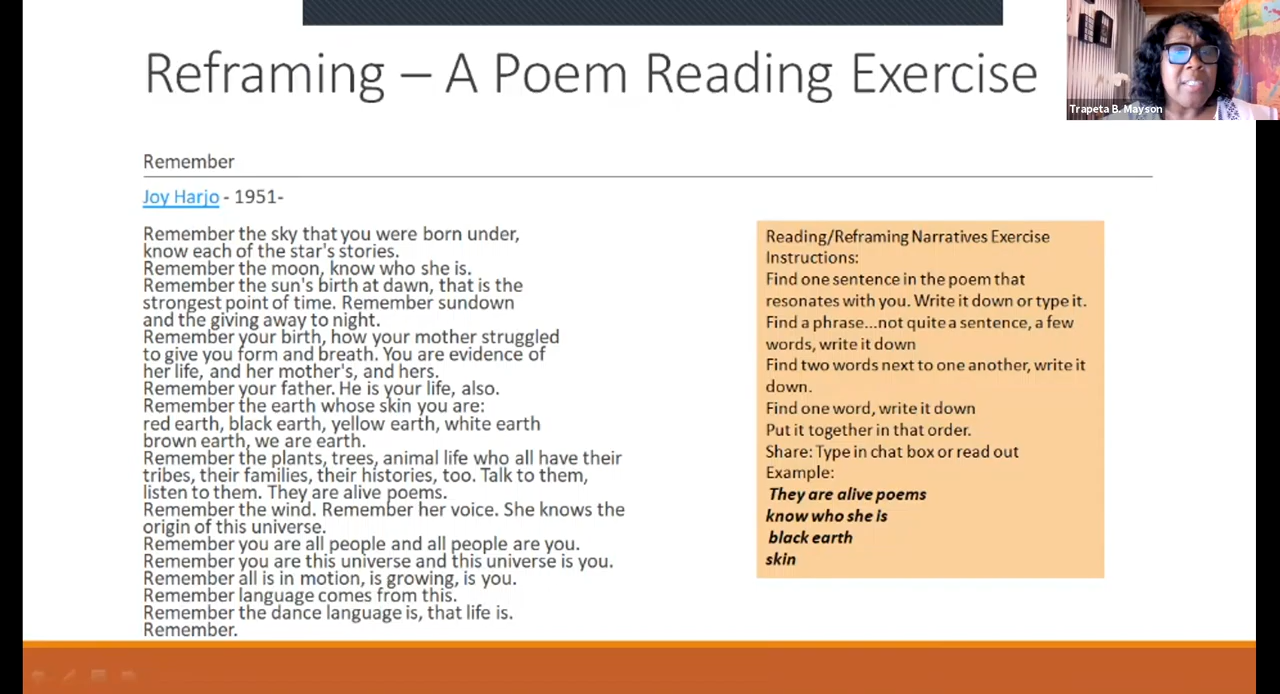 Reframing – A Poem Reading Exercise
Trapeta B. Mayson
Remember
Joy Harjo - 1951-
Remember the sky that you were born under,
know each of the star's stories.
Remember the moon, know who she is.
Remember the sun's birth at dawn, that is the
strongest point of time. Remember sundown
and the giving away to night.
Remember your birth, how your mother struggled
to give you form and breath. You are evidence of
her life, and her mother's, and hers.
Remember your father. He is your life, also.
Remember the earth whose skin you are:
red earth, black earth, yellow earth, white earth
brown earth, we are earth.
Remember the plants, trees, animal life who all have their
tribes, their families, their histories, too. Talk to them,
listen to them. They are alive poems.
Remember the wind. Remember her voice. She knows the
origin of this universe.
Remember you are all people and all people are you.
Remember you are this universe and this universe is you.
Remember all is in motion, is growing, is you.
Remember language comes from this.
Remember the dance language is, that life is.
Remember.
Reading/Reframing Narratives Exercise
Instructions:
Find one sentence in the poem that
resonates with you. Write it down or type it.
Find a phrase...not quite a sentence, a few
words, write it down
Find two words next to one another, write it
down.
Find one word, write it down
Put it together in that order.
Share: Type in chat box or read out
Example:
They are alive poems
know who she is
black earth
skin